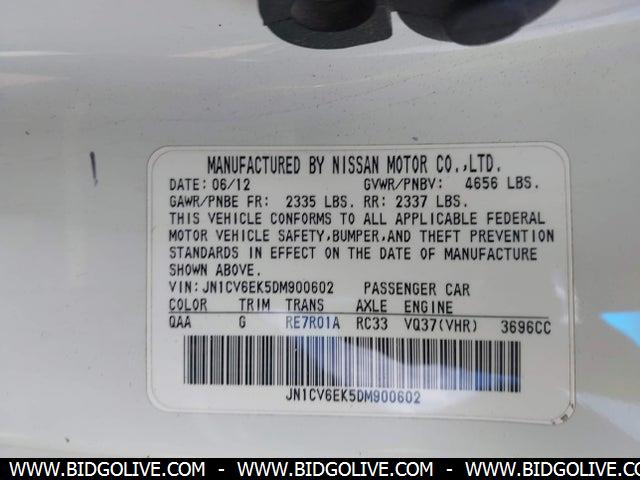 MANUFACTURED BY NISSAN MOTOR CO.,LTD.
DATE: 06/12 GVWR/PNBV: 4656 LBS.
GAWR/PNBE FR: 2335 LBS. RR: 2337 LBS.
THIS VEHICLE CONFORMS TO ALL APPLICABLE FEDERAL
MOTOR VEHICLE SAFETY,BUMPER,AND THEFT PREVENTION
STANDARDS IN EFFECT ON THE DATE OF MANUFACTURE
SHOWN ABOVE.
VIN:JN1CV6EK5DM900602 PASSENGER CAR
COLOR TRIM TRANS AXLE ENGINE
QAA G RE7R01A RC33 VQ37(VHR) 3696CC
JN1CV6EK5DM900602
WWW.BIDGOLIVE.COM - WWW.BIDGOLIVE.COM - WWW.BIDGOLIVE.COM